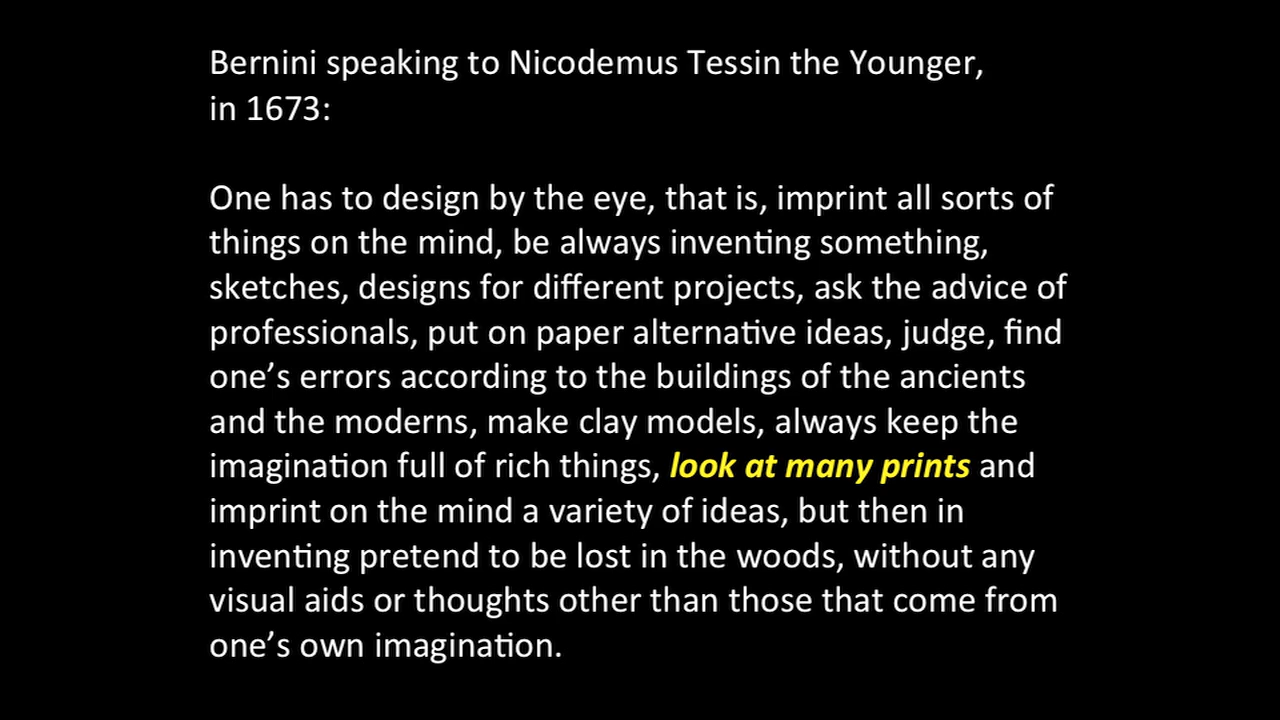 Bernini speaking to Nicodemus Tessin the Younger,
in 1673:
One has to design by the eye, that is, imprint all sorts of
things on the mind, be always inventing something,
sketches, designs for different projects, ask the advice of
professionals, put on paper alternative ideas, judge, find
one’s errors according to the buildings of the ancients
and the moderns, make clay models, always keep the
imagination full of rich things, look at many prints and
imprint on the mind a variety of ideas, but then in
inventing pretend to be lost in the woods, without any
visual aids or thoughts other than those that come from
one’s own imagination.